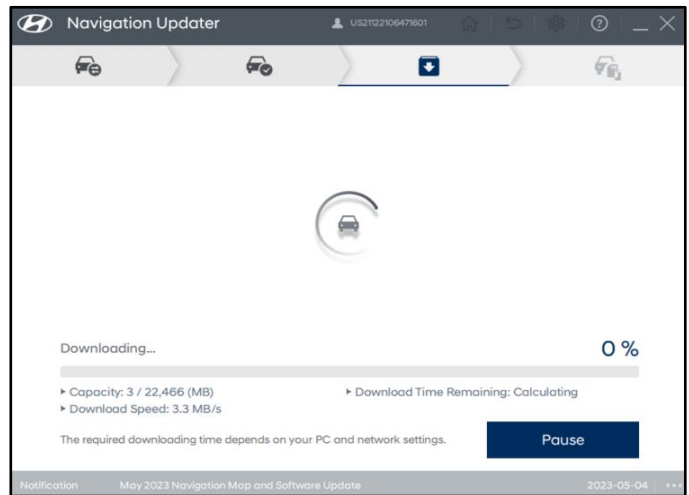 Navigation Updater
US21122106471601
Downloading...
0 %
▸ Capacity: 3 / 22,466 (MB)
▸ Download Time Remaining: Calculating
▸ Download Speed: 3.3 MB/s
The required downloading time depends on your PC and network settings.
Pause
Notification May 2023 Navigation Map and Software Update 2023-05-04